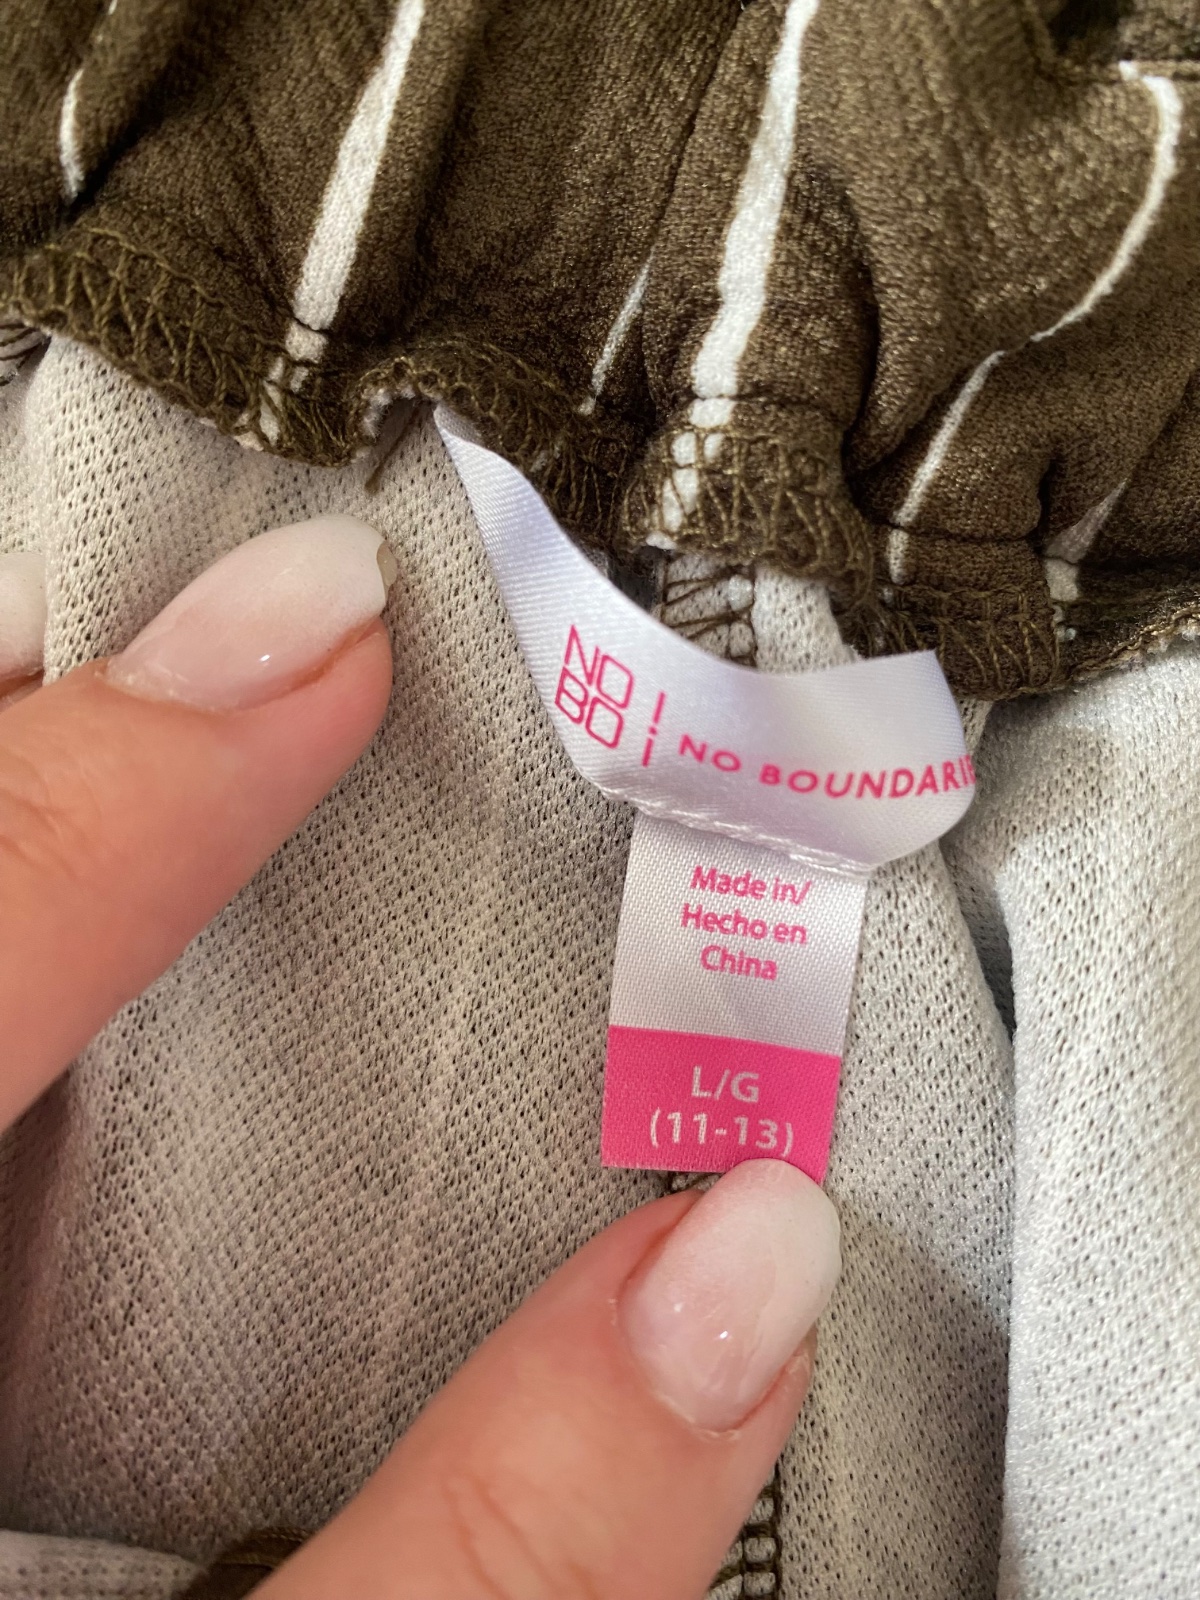 NO
BO
NO BOUNDARIE
Made in/
Hecho en
China
L/G
(11-13)